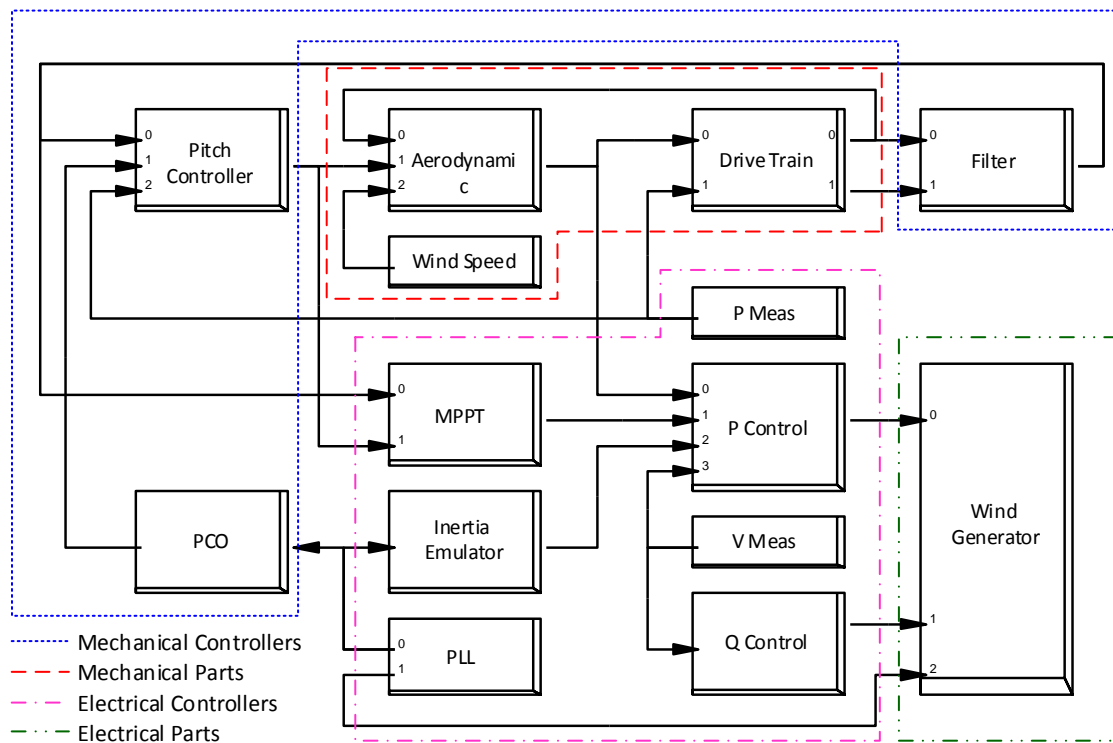 0
1
2
Pitch
Controller
0
1
2
Aerodynami
c
0
1
Drive Train
0
1
0
1
Filter
Wind Speed
P Meas
0
1
MPPT
0
1
2
3
P Control
0
1
2
Wind
Generator
PCO
Inertia
Emulator
V Meas
0
1
PLL
Q Control
Mechanical Controllers
Mechanical Parts
Electrical Controllers
Electrical Parts